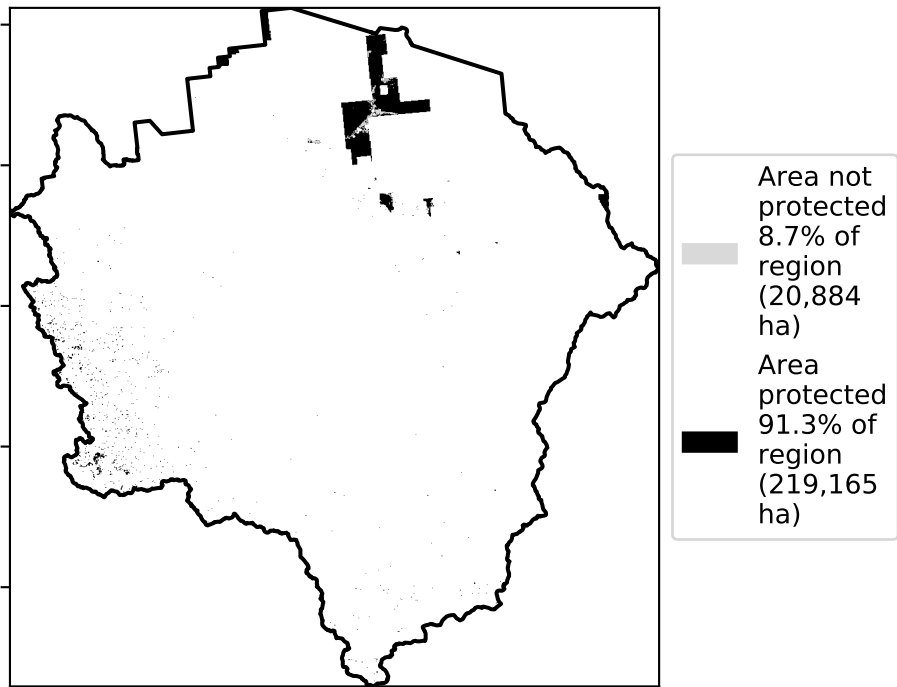 Area not
protected
8.7% of
region
(20,884
ha)
Area
protected
91.3% of
region
(219,165
ha)